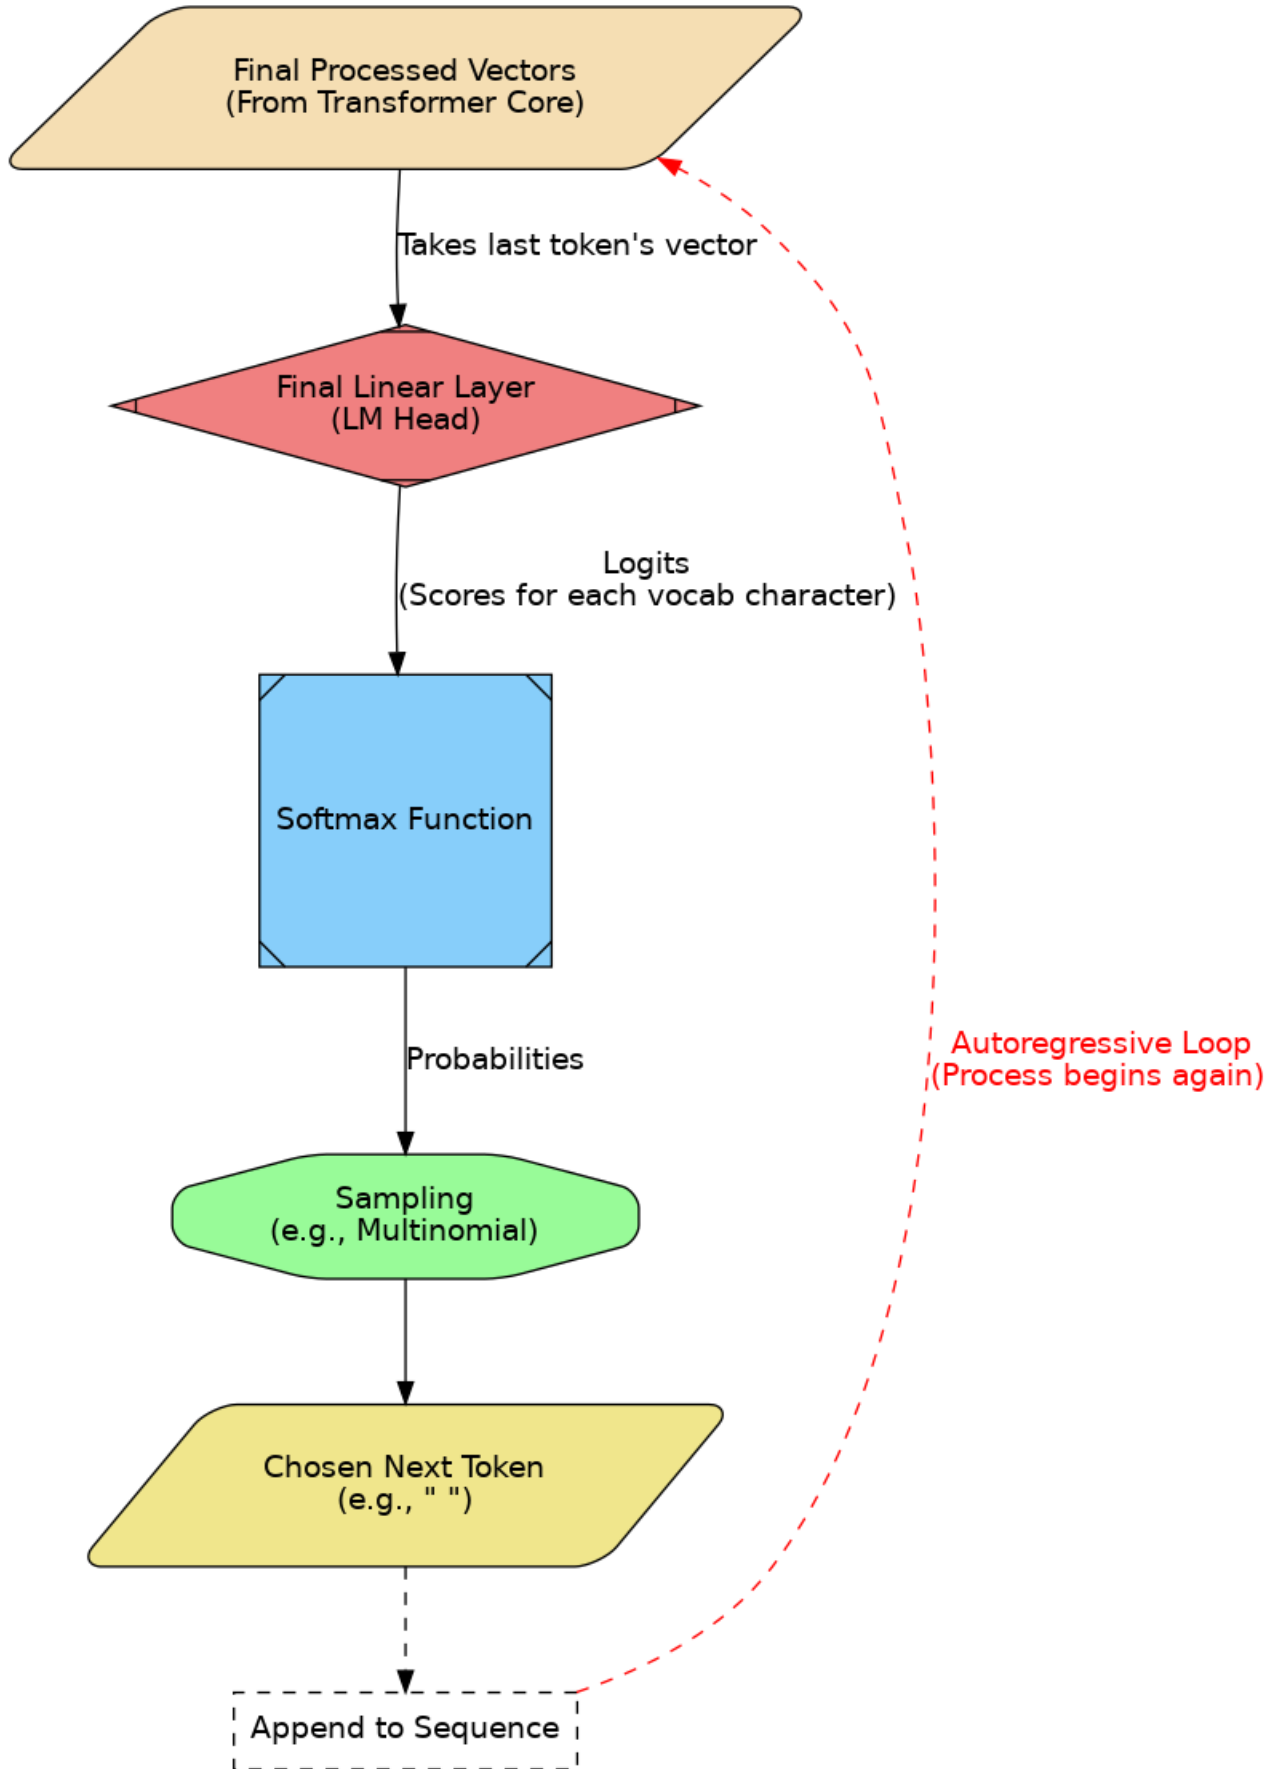 Final Processed Vectors
(From Transformer Core)
Takes last token's vector
Final Linear Layer
(LM Head)
Logits
(Scores for each vocab character)
Softmax Function
Probabilities
Autoregressive Loop
(Process begins again)
Sampling
(e.g., Multinomial)
Chosen Next Token
(e.g., " ")
Append to Sequence